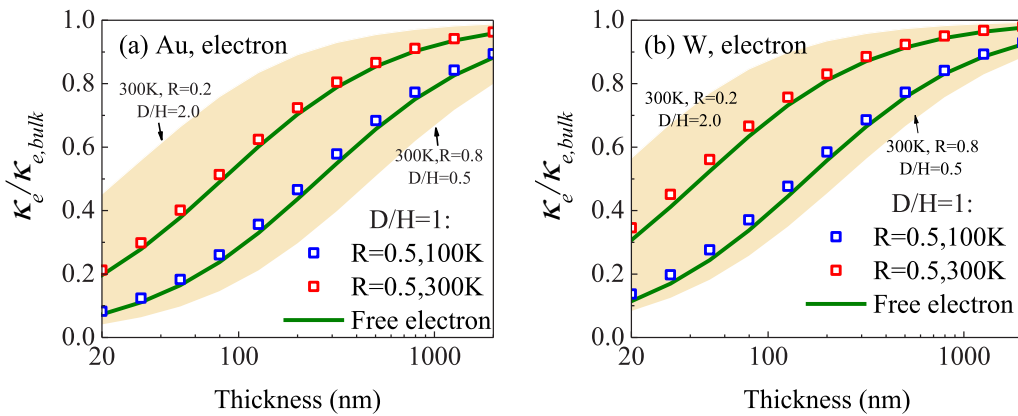 (a) Au, electron
300K, R=0.2
D/H=2.0
300K,R=0.8
D/H=0.5
D/H=1:
R=0.5,100K
R=0.5,300K
Free electron
κe/κe,bulk
1.0
0.8
0.6
0.4
0.2
0.0
20
100
1000
Thickness (nm)
(b) W, electron
300K, R=0.2
D/H=2.0
300K, R=0.8
D/H=0.5
D/H=1:
R=0.5,100K
R=0.5,300K
Free electron
κe/κe,bulk
1.0
0.8
0.6
0.4
0.2
0.0
20
100
1000
Thickness (nm)